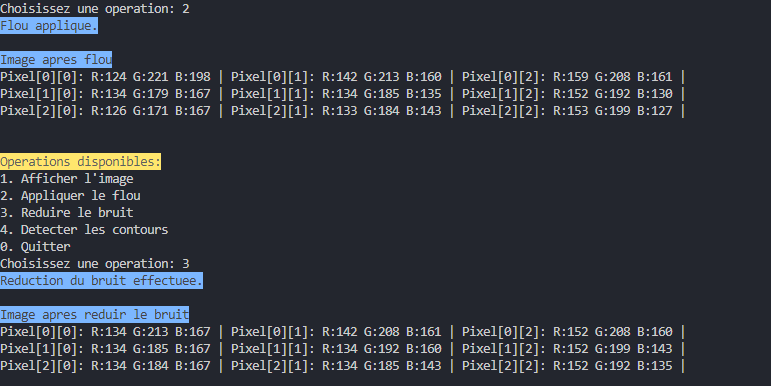 Choisissez une operation: 2
Flou applique.
Image apres flou
Pixel[0][0]: R:124 G:221 B:198 | Pixel[0][1]: R:142 G:213 B:160 | Pixel[0][2]: R:159 G:208 B:161 |
Pixel[1][0]: R:134 G:179 B:167 | Pixel[1][1]: R:134 G:185 B:135 | Pixel[1][2]: R:152 G:192 B:130 |
Pixel[2][0]: R:126 G:171 B:167 | Pixel[2][1]: R:133 G:184 B:143 | Pixel[2][2]: R:153 G:199 B:127 |
Operations disponibles:
1. Afficher l'image
2. Appliquer le flou
3. Reduire le bruit
4. Detecter les contours
0. Quitter
Choisissez une operation: 3
Reduction du bruit effectuee.
Image apres reduir le bruit
Pixel[0][0]: R:134 G:213 B:167 | Pixel[0][1]: R:142 G:208 B:161 | Pixel[0][2]: R:152 G:208 B:160 |
Pixel[1][0]: R:134 G:185 B:167 | Pixel[1][1]: R:134 G:192 B:160 | Pixel[1][2]: R:152 G:199 B:143 |
Pixel[2][0]: R:134 G:184 B:167 | Pixel[2][1]: R:134 G:185 B:143 | Pixel[2][2]: R:152 G:192 B:135 |